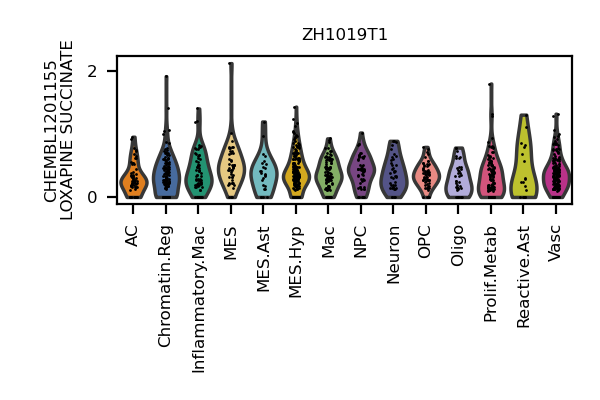 ZH1019T1
CHEMBL1201155
LOXAPINE SUCCINATE
2
0
AC
Chromatin.Reg
Inflammatory.Mac
MES
MES.Ast
MES.Hyp
Mac
NPC
Neuron
OPC
Oligo
Prolif.Metab
Reactive.Ast
Vasc